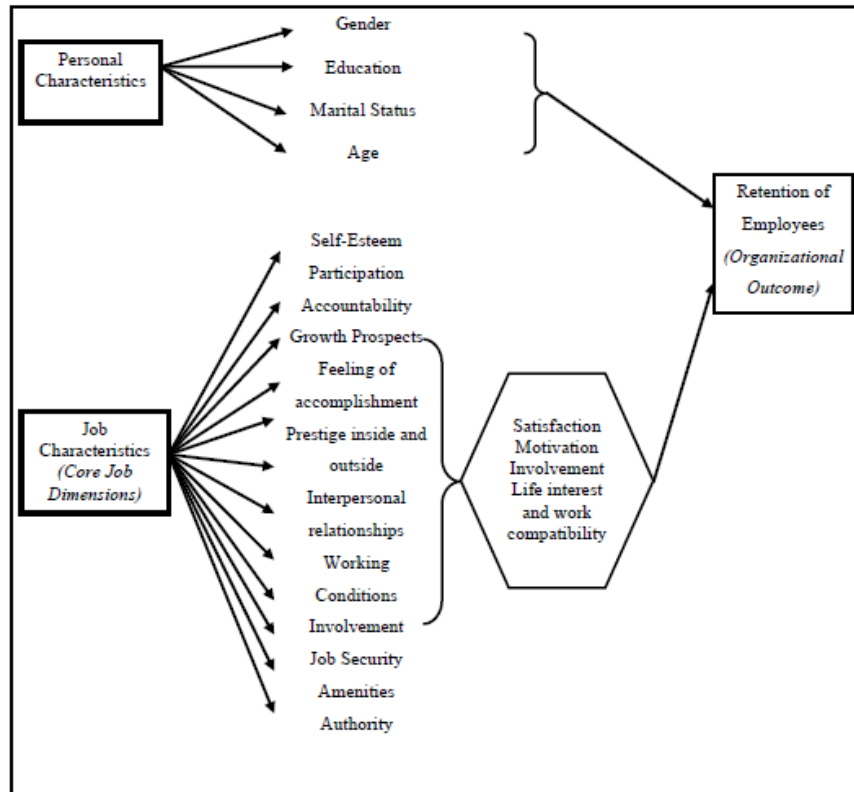 Personal
Characteristics
Gender
Education
Marital Status
Age
Retention of
Employees
(Organizational
Outcome)
Job
Characteristics
(Core Job
Dimensions)
Self-Esteem
Participation
Accountability
Growth Prospects
Feeling of
accomplishment
Prestige inside and
outside
Interpersonal
relationships
Working
Conditions
Involvement
Job Security
Amenities
Authority
Satisfaction
Motivation
Involvement
Life interest
and work
compatibility